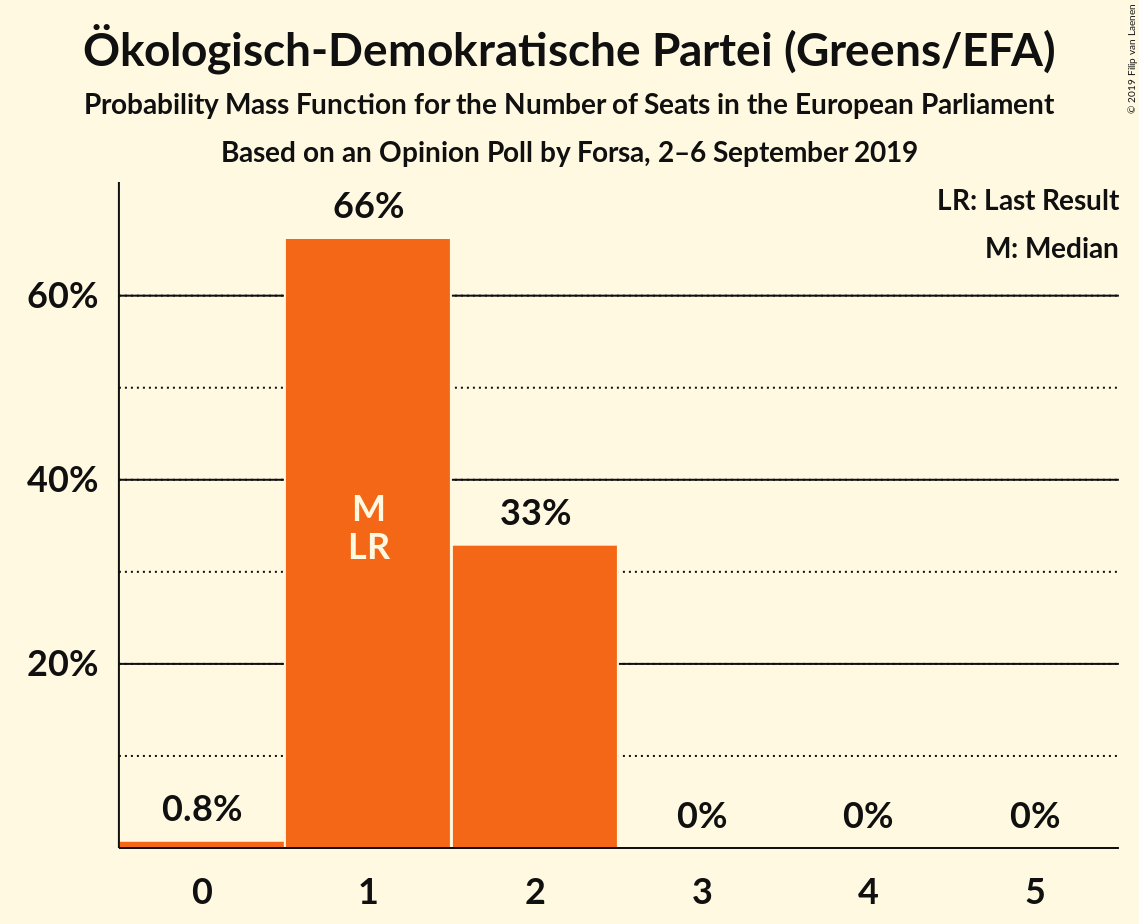 Ökologisch-Demokratische Partei (Greens/EFA)
Probability Mass Function for the Number of Seats in the European Parliament
Based on an Opinion Poll by Forsa, 2–6 September 2019
© 2019 Filip van Laenen
LR: Last Result
M: Median
66%
60%
40%
M
LR
33%
20%
0.8%
0%
0%
0%
0
1
2
3
4
5